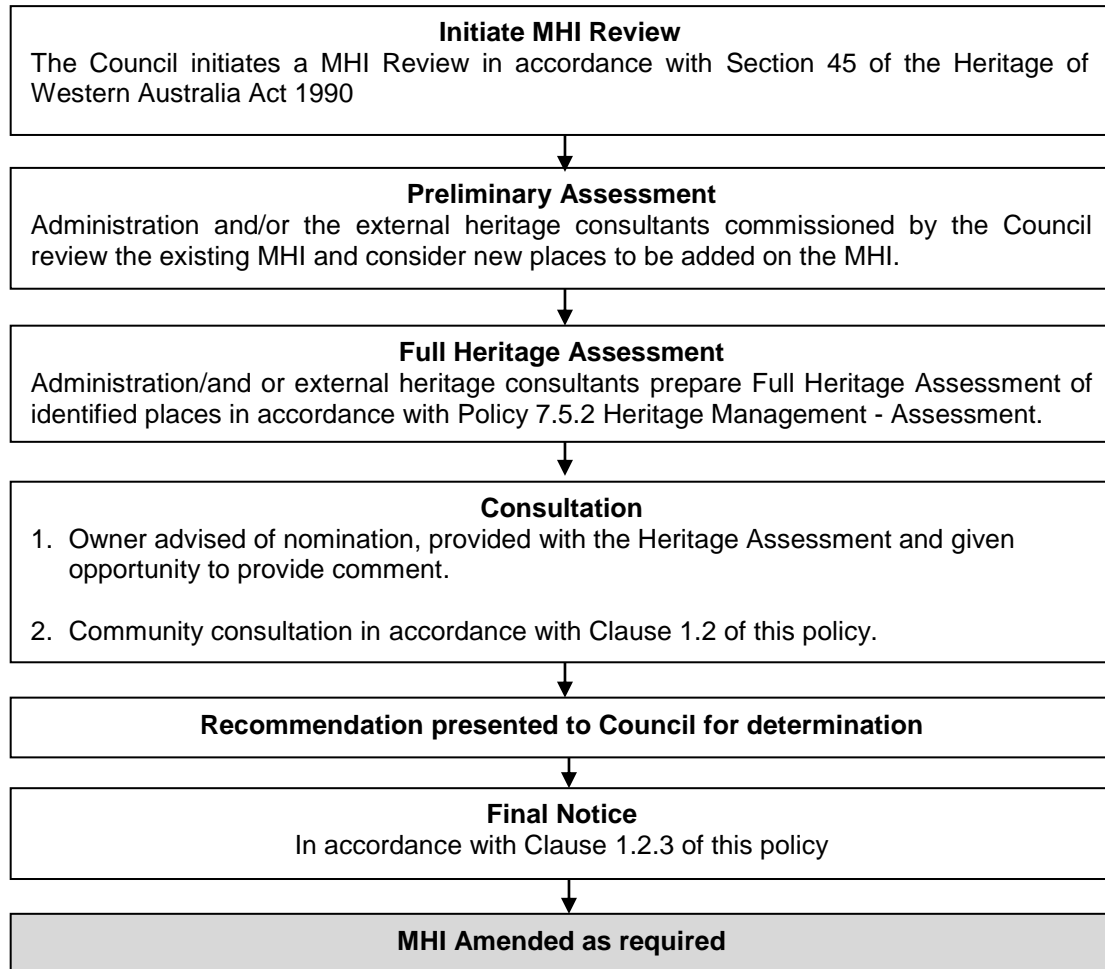 Initiate MHI Review
The Council initiates a MHI Review in accordance with Section 45 of the Heritage of
Western Australia Act 1990
Preliminary Assessment
Administration and/or the external heritage consultants commissioned by the Council
review the existing MHI and consider new places to be added on the MHI.
Full Heritage Assessment
Administration/and or external heritage consultants prepare Full Heritage Assessment of
identified places in accordance with Policy 7.5.2 Heritage Management - Assessment.
Consultation
1. Owner advised of nomination, provided with the Heritage Assessment and given
opportunity to provide comment.
2. Community consultation in accordance with Clause 1.2 of this policy.
Recommendation presented to Council for determination
Final Notice
In accordance with Clause 1.2.3 of this policy
MHI Amended as required